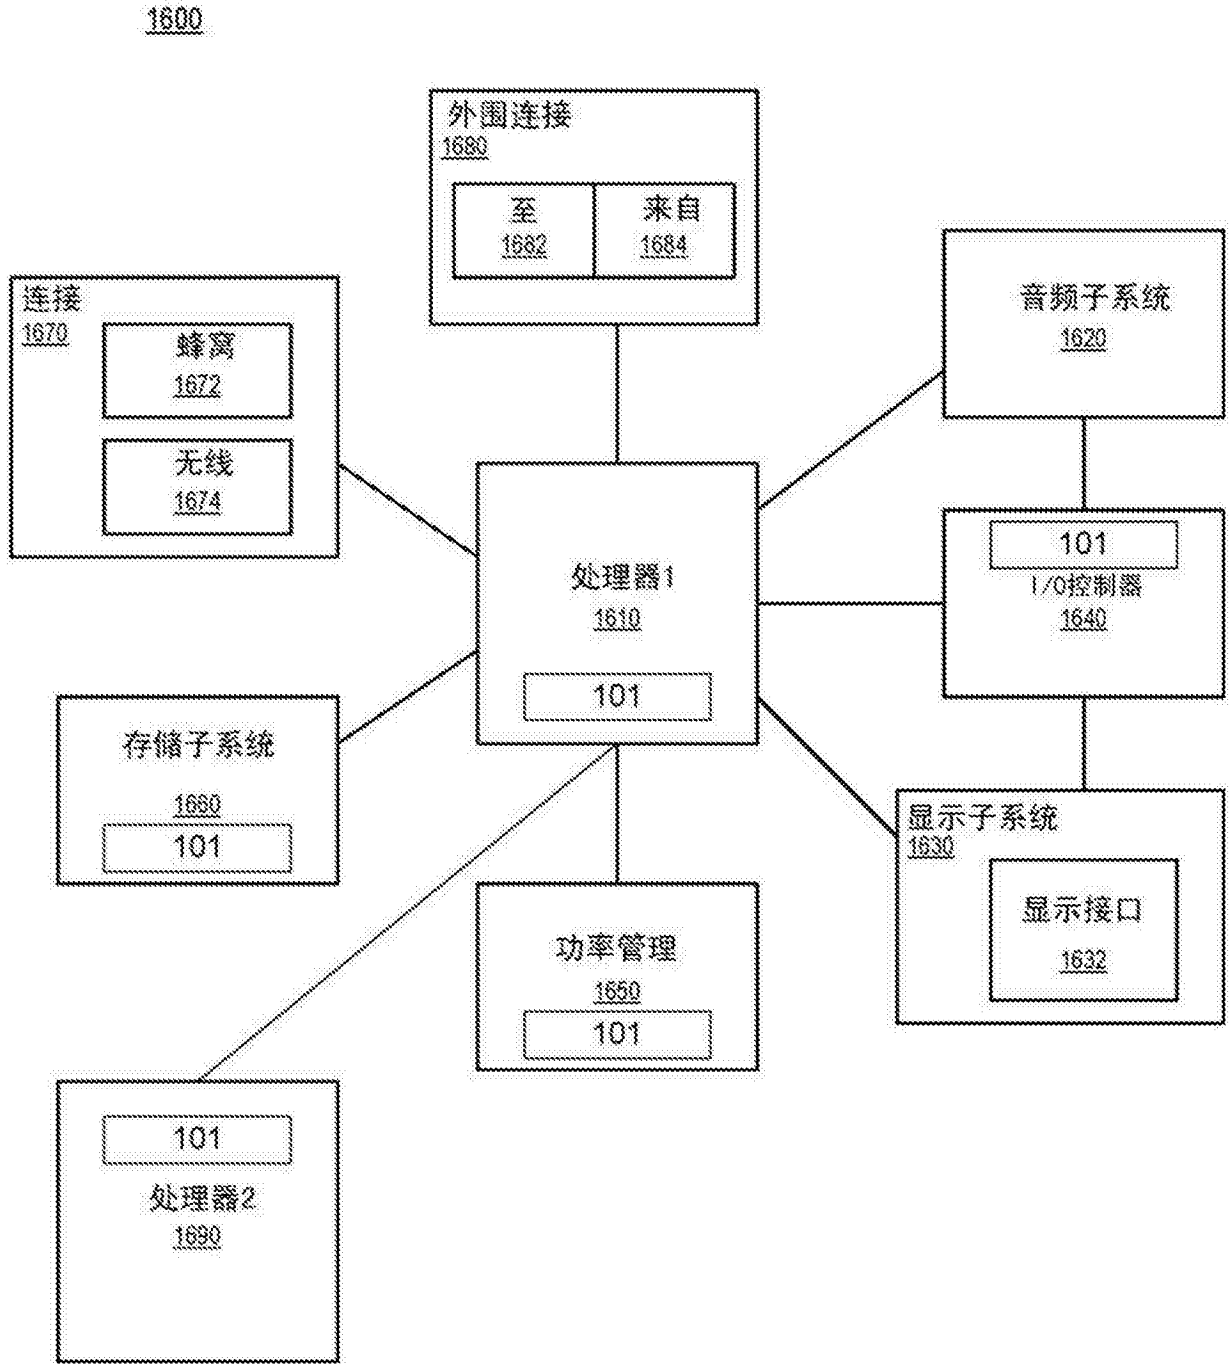 1600
外围连接
1680
至
1682
来自
1684
连接
1670
蜂窝
1672
无线
1674
音频子系统
1620
处理器1
1610
101
101
I/O控制器
1640
存储子系统
1660
101
显示子系统
1630
显示接口
1632
功率管理
1650
101
101
处理器2
1690